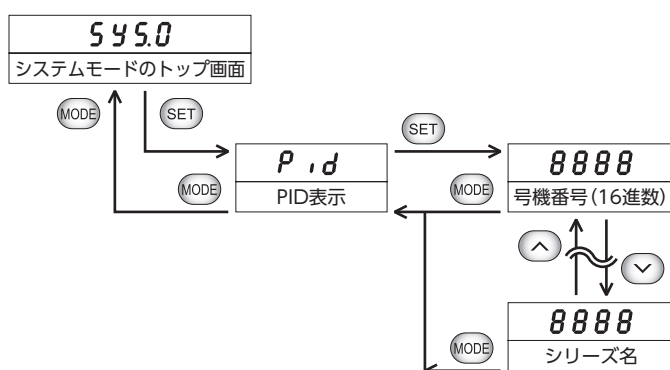 SYS.0
システムモードのトップ画面
MODE
SET
SET
Pid
PID表示
MODE
MODE
8888
号機番号(16進数)
8888
シリーズ名
MODE